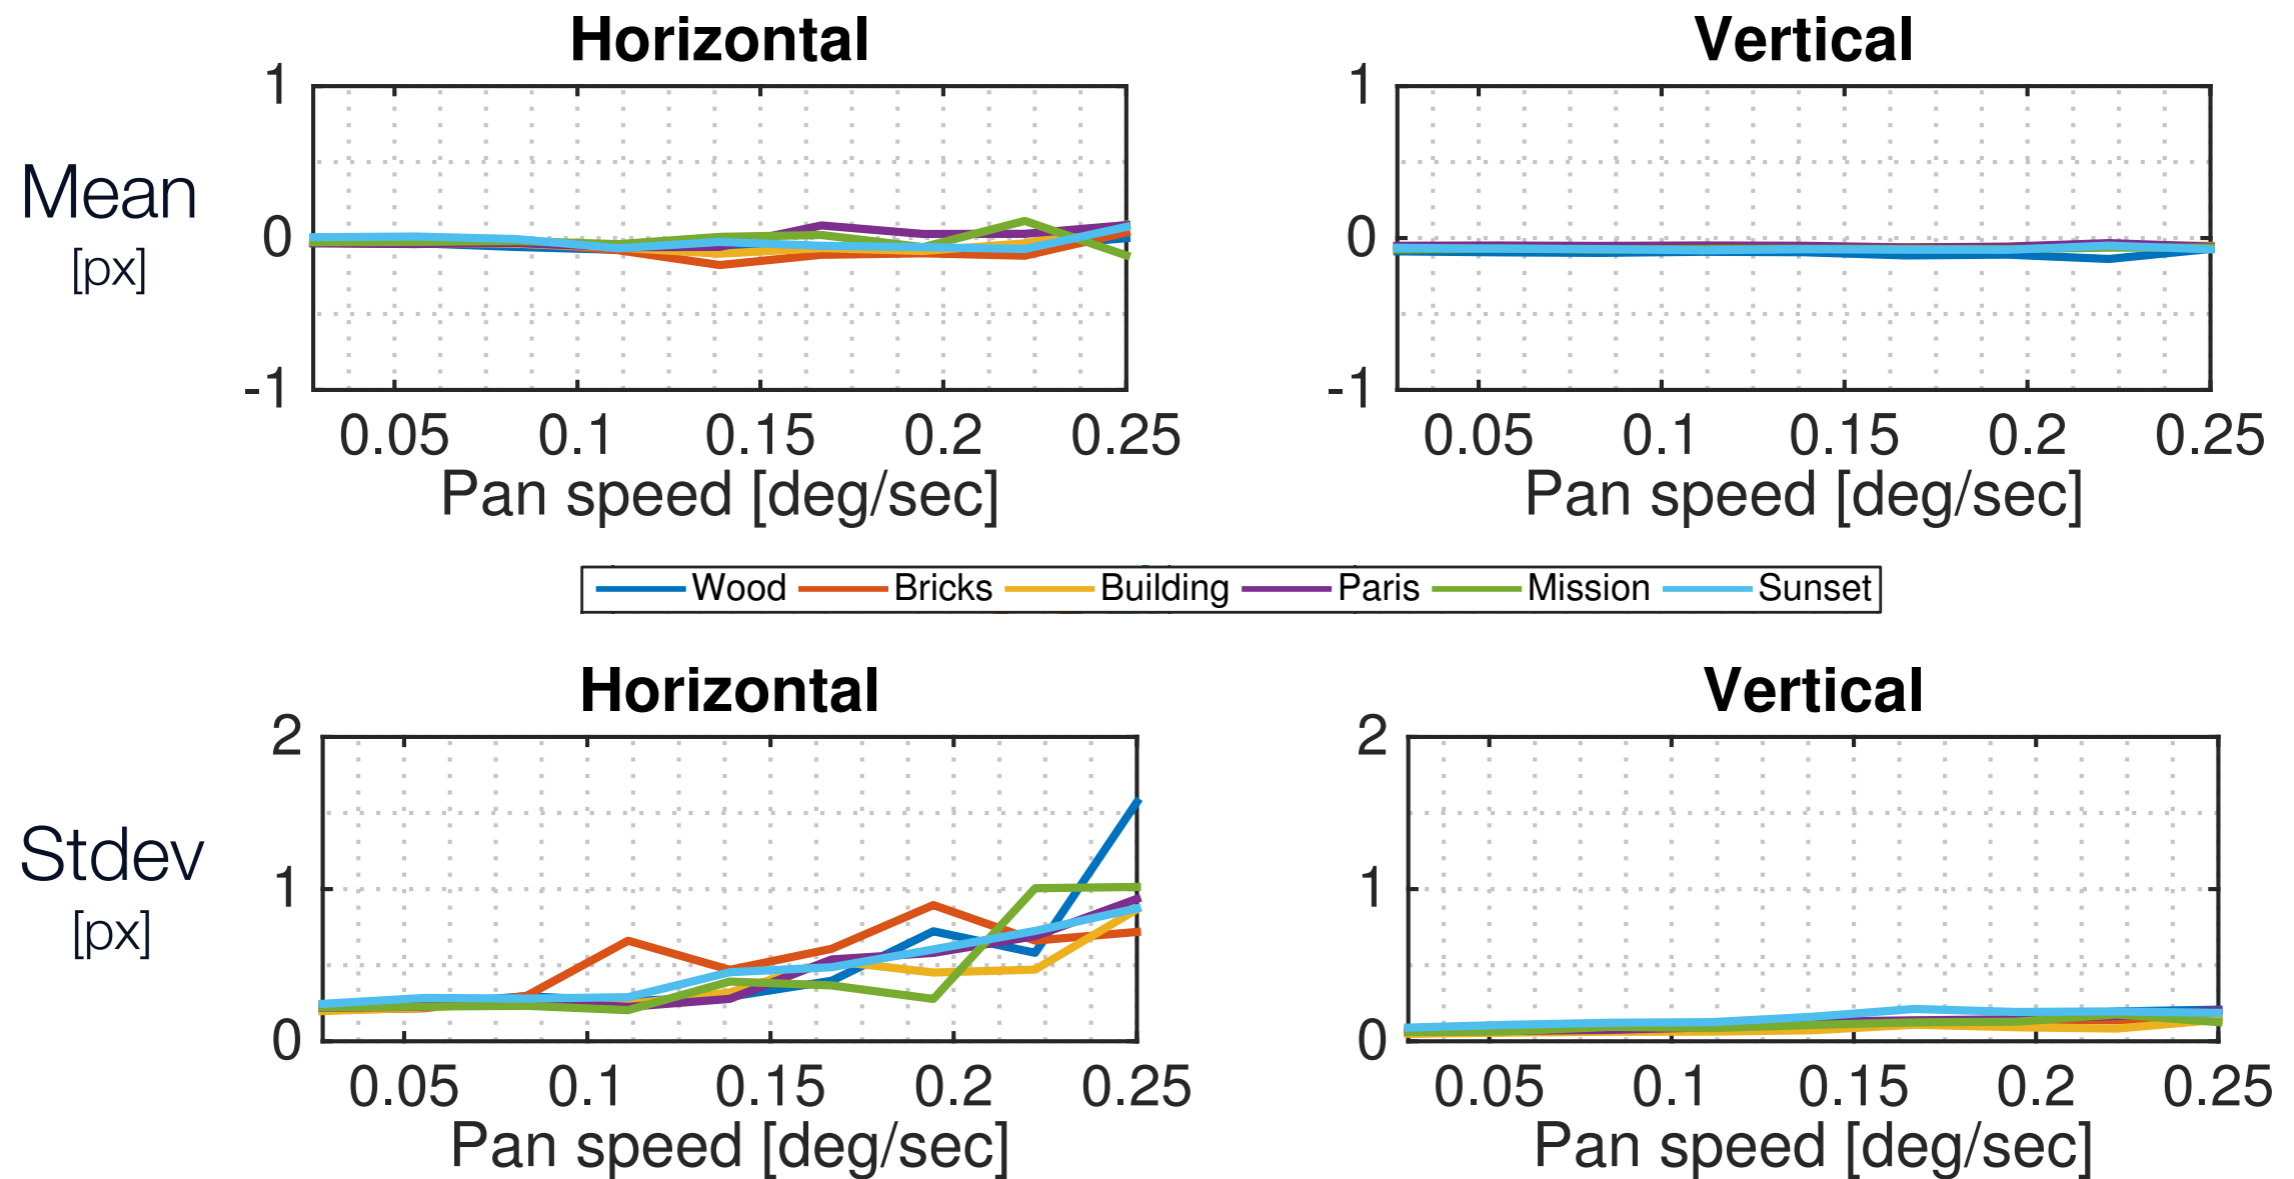 Horizontal
Vertical
Mean
[px]
1
0
-1
0.05 0.1 0.15 0.2 0.25
Pan speed [deg/sec]
1
0
-1
0.05 0.1 0.15 0.2 0.25
Pan speed [deg/sec]
Wood Bricks Building Paris Mission Sunset
Horizontal
Vertical
Stdev
[px]
2
1
0
0.05 0.1 0.15 0.2 0.25
Pan speed [deg/sec]
2
1
0
0.05 0.1 0.15 0.2 0.25
Pan speed [deg/sec]